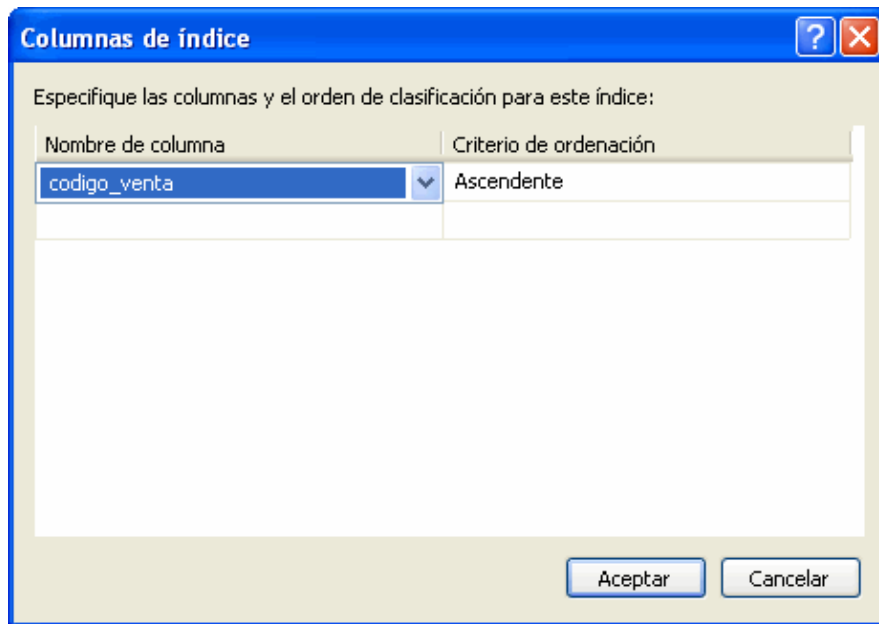 Columnas de índice
Especifique las columnas y el orden de clasificación para este índice:
Nombre de columna Criterio de ordenación
codigo_venta Ascendente
Aceptar Cancelar